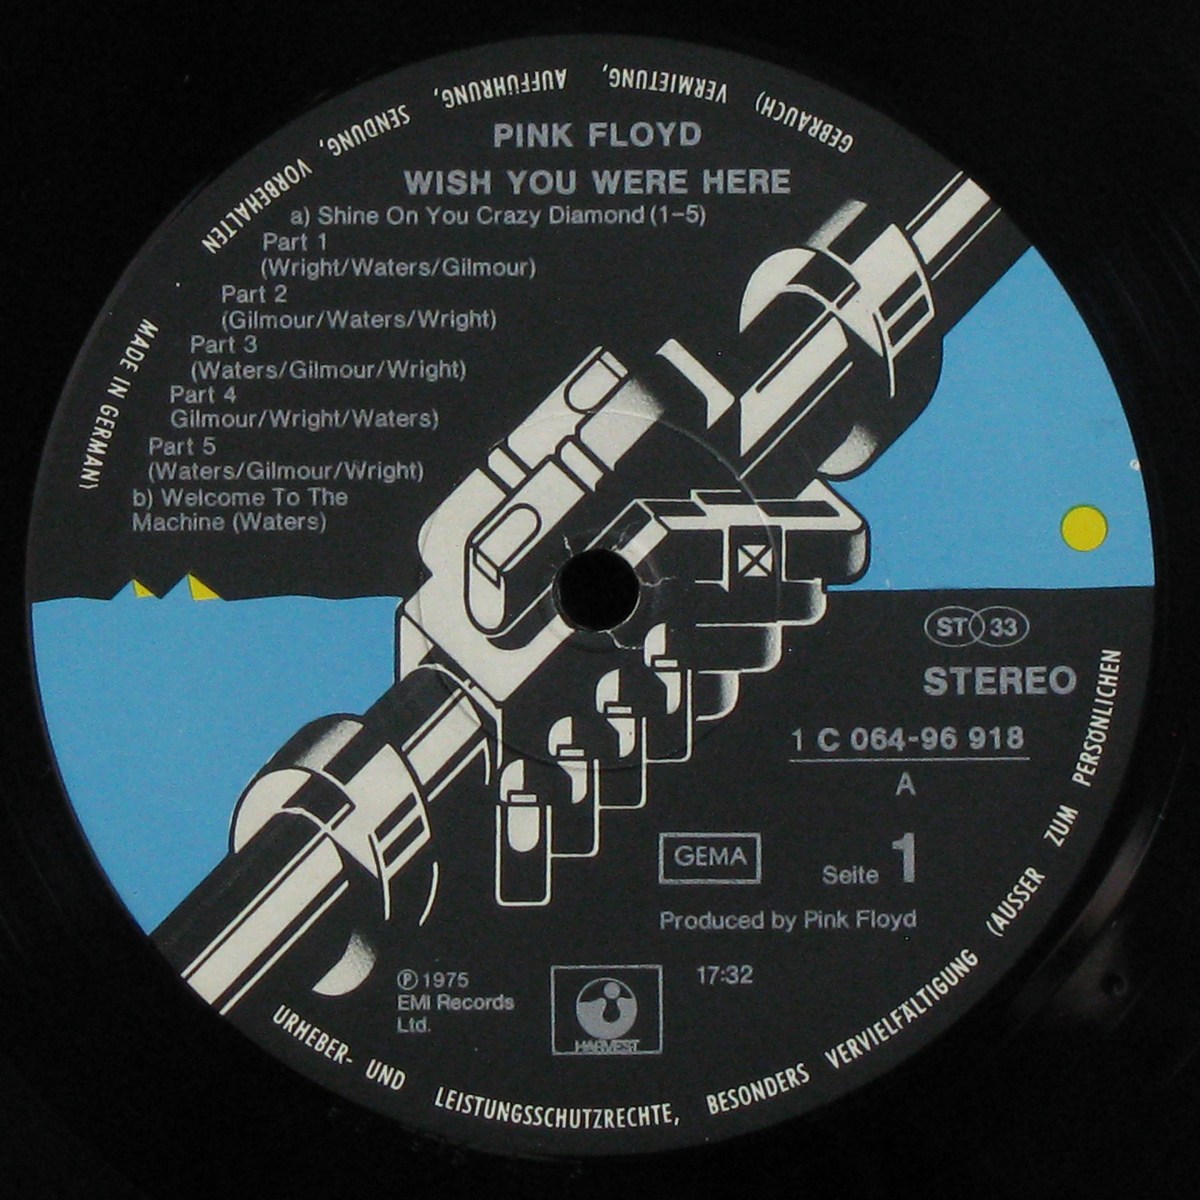 PINK FLOYD
WISH YOU WERE HERE
a) Shine On You Crazy Diamond (1-5)
Part 1
(Wright/Waters/Gilmour)
Part 2
(Gilmour/Waters/Wright)
Part 3
(Waters/Gilmour/Wright)
Part 4
Gilmour/Wright/Waters)
Part 5
(Waters/Gilmour/Wright)
b) Welcome To The
Machine (Waters)
ST 33
STEREO
1 C 064-96 918
A
GEMA
Seite 1
Produced by Pink Floyd
℗ 1975
EMI Records
Ltd.
HARVEST
17:32
MADE IN GERMANY
URHEBER- UND LEISTUNGSSCHUTZRECHTE, BESONDERS VERVIELFÄLTIGUNG (AUSSER ZUM PERSÖNLICHEN GEBRAUCH) VERMIETUNG, AUFFÜHRUNG, SENDUNG, VORBEHALTEN